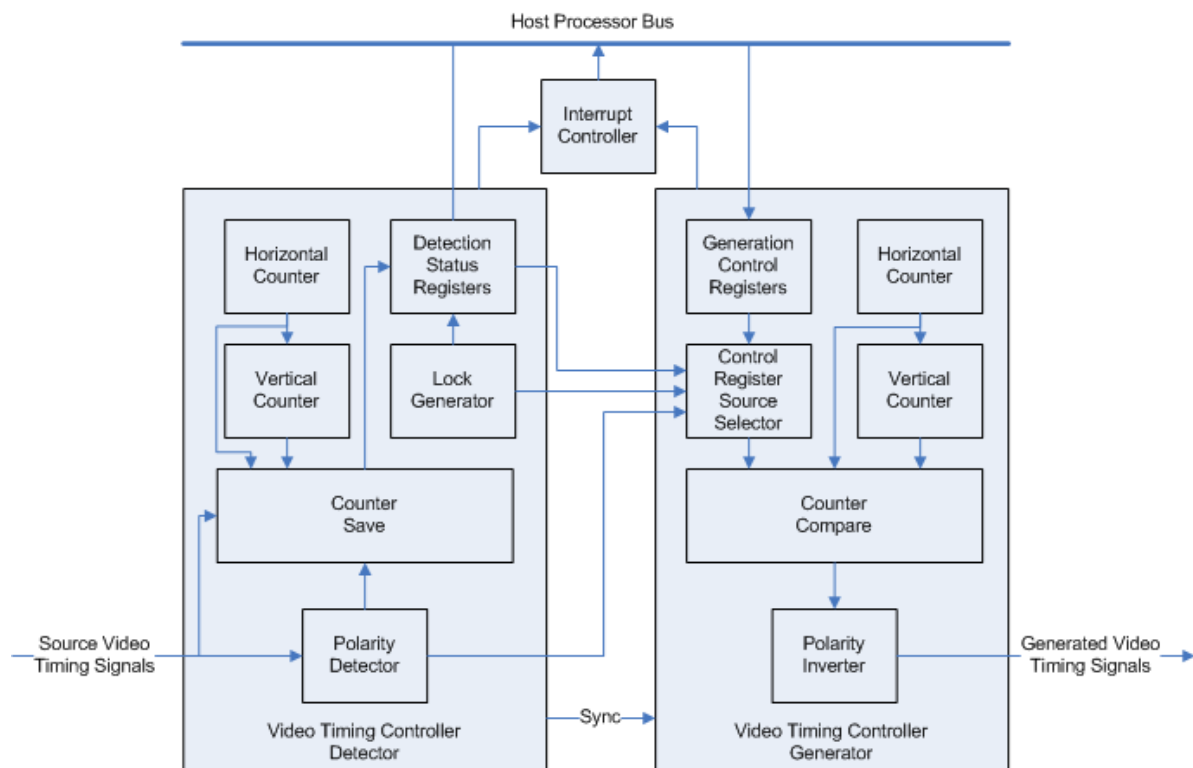 Host Processor Bus
Interrupt
Controller
Horizontal
Counter
Detection
Status
Registers
Generation
Control
Registers
Horizontal
Counter
Vertical
Counter
Lock
Generator
Control
Register
Source
Selector
Vertical
Counter
Counter
Save
Counter
Compare
Source Video
Timing Signals
Polarity
Detector
Polarity
Inverter
Generated Video
Timing Signals
Sync
Video Timing Controller
Detector
Video Timing Controller
Generator